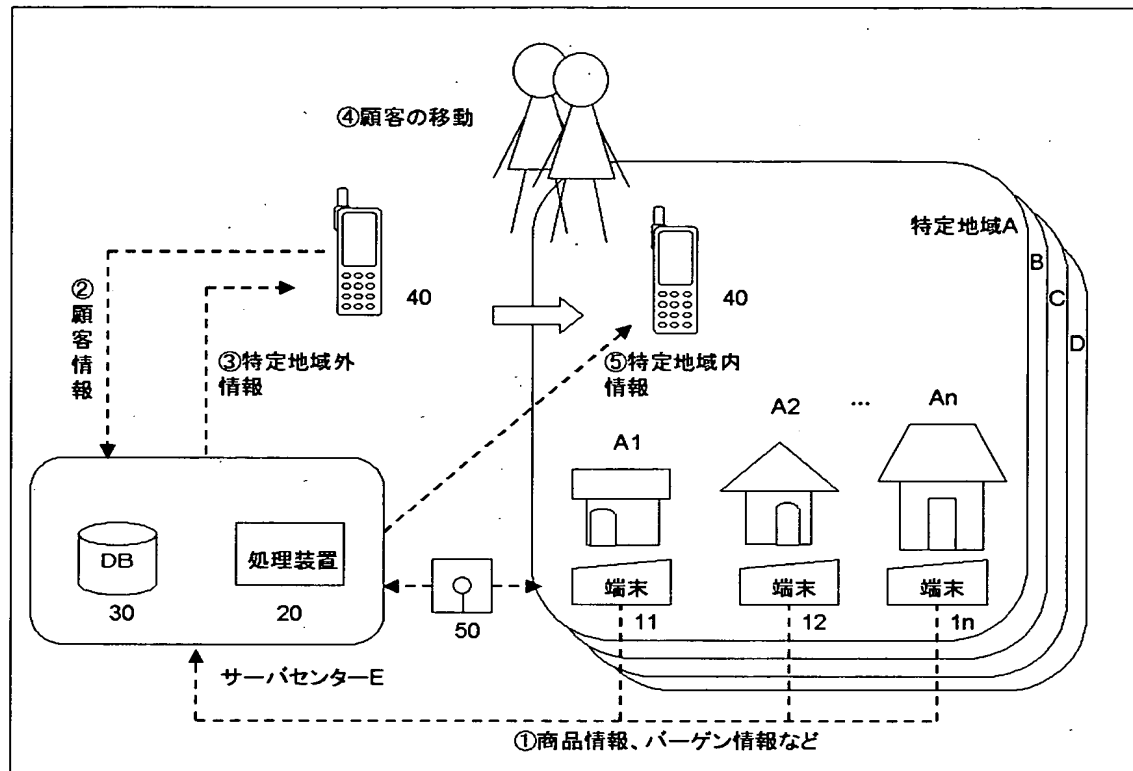 ④顧客の移動
特定地域A
B
C
D
40
40
②顧客情報
③特定地域外
情報
⑤特定地域内
情報
A1
A2
…
An
DB
処理装置
30
20
50
端末
端末
端末
11
12
1n
サーバセンターE
①商品情報、バーゲン情報など